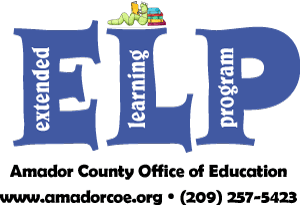 ELP
extended
learning
program
Amador County Office of Education
www.amadorcoe.org • (209) 257-5423